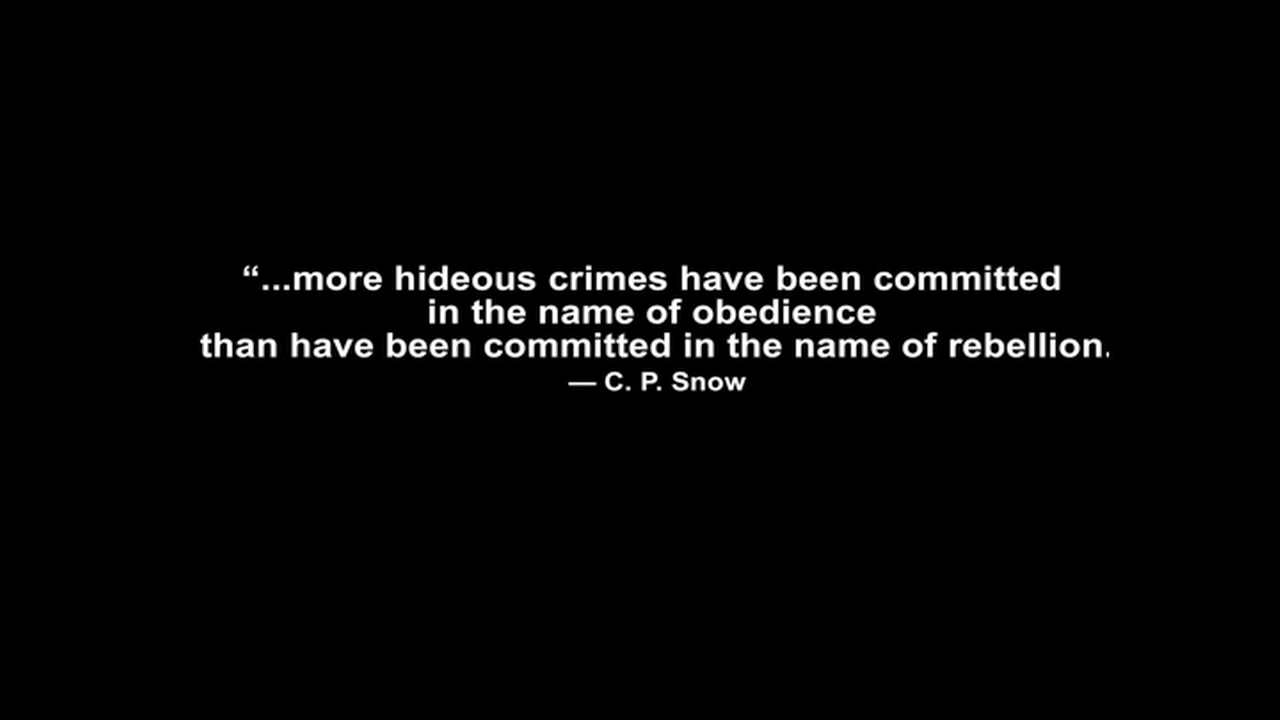 “...more hideous crimes have been committed
in the name of obedience
than have been committed in the name of rebellion.
— C. P. Snow